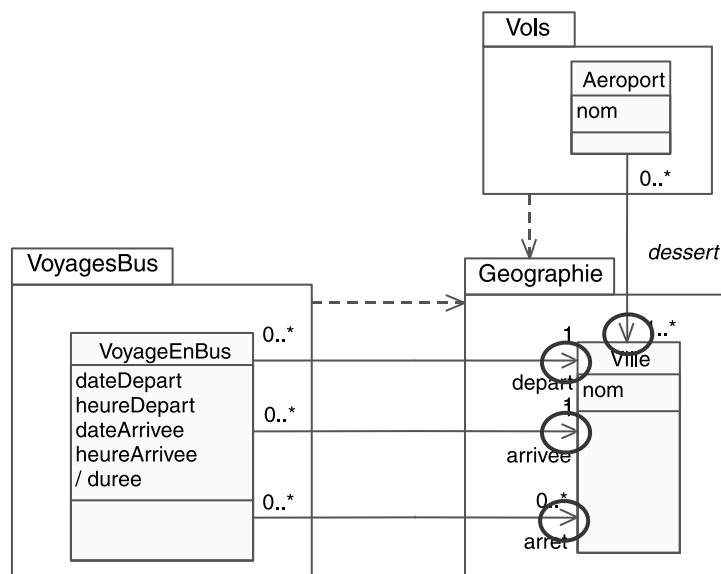 Vols
Aeroport
nom
0..*
dessert
VoyagesBus
Geographie
0..*
1
1..*
VoyageEnBus
Ville
dateDepart
depart
nom
heureDepart
0..*
1
dateArrivee
heureArrivee
arrivee
/ duree
0..*
0..*
arret